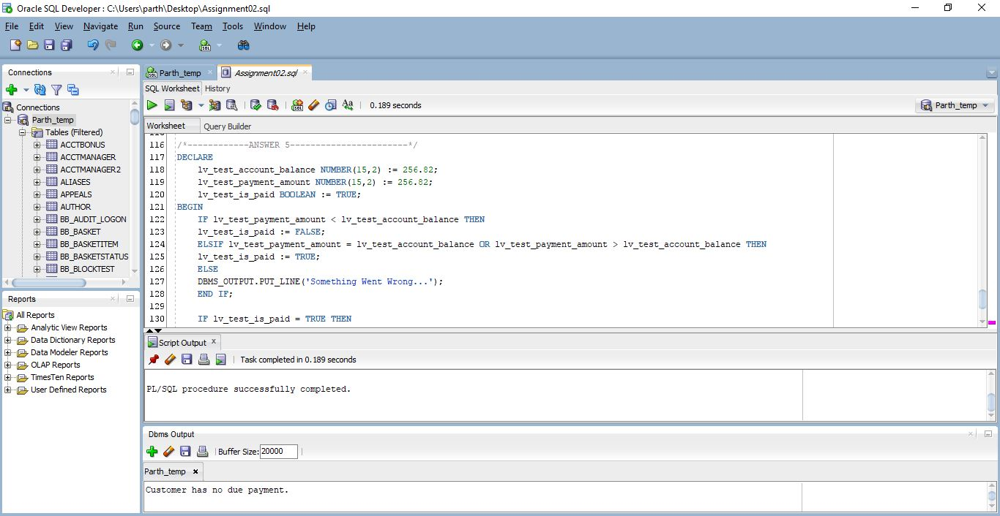 Oracle SQL Developer : C:\Users\parth\Desktop\Assignment02.sql
File Edit View Navigate Run Source Team Tools Window Help
Connections
Connections
Parth_temp
Tables (Filtered)
ACCTBONUS
ACCTMANAGER
ACCTMANAGER2
ALIASES
APPEALS
AUTHOR
BB_AUDIT_LOGON
BB_BASKET
BB_BASKETITEM
BB_BASKETSTATUS
BB_BLOCKTEST
Reports
All Reports
Analytic View Reports
Data Dictionary Reports
Data Modeler Reports
OLAP Reports
TimesTen Reports
User Defined Reports
Parth_temp Assignment02.sql
SQL Worksheet History
0.189 seconds Parth_temp
Worksheet Query Builder
116 /*-------------ANSWER 5-----------------------*/
117 DECLARE
118 lv_test_account_balance NUMBER(15,2) := 256.82;
119 lv_test_payment_amount NUMBER(15,2) := 256.82;
120 lv_test_is_paid BOOLEAN := TRUE;
121 BEGIN
122 IF lv_test_payment_amount < lv_test_account_balance THEN
123 lv_test_is_paid := FALSE;
124 ELSIF lv_test_payment_amount = lv_test_account_balance OR lv_test_payment_amount > lv_test_account_balance THEN
125 lv_test_is_paid := TRUE;
126 ELSE
127 DBMS_OUTPUT.PUT_LINE('Something Went Wrong...');
128 END IF;
129
130 IF lv_test_is_paid = TRUE THEN
Script Output
Task completed in 0.189 seconds
PL/SQL procedure successfully completed.
Dbms Output
Buffer Size: 20000
Parth_temp
Customer has no due payment.